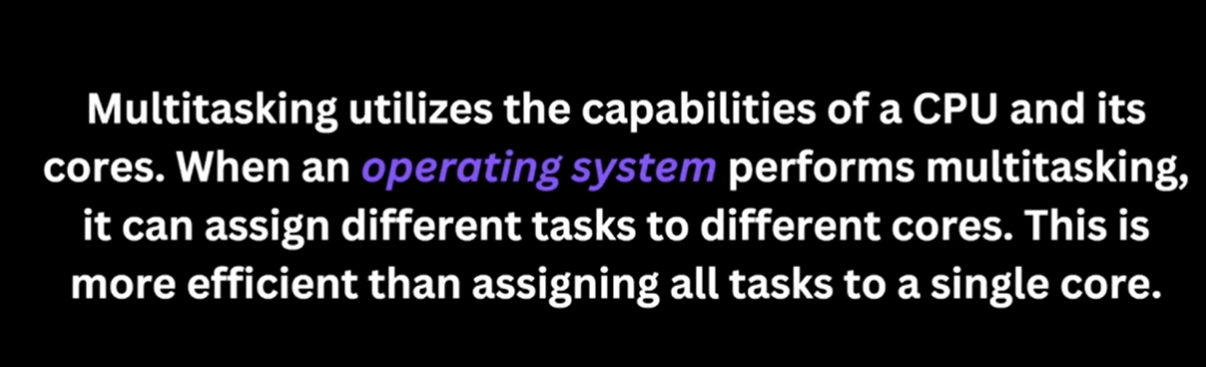 Multitasking utilizes the capabilities of a CPU and its
cores. When an operating system performs multitasking,
it can assign different tasks to different cores. This is
more efficient than assigning all tasks to a single core.